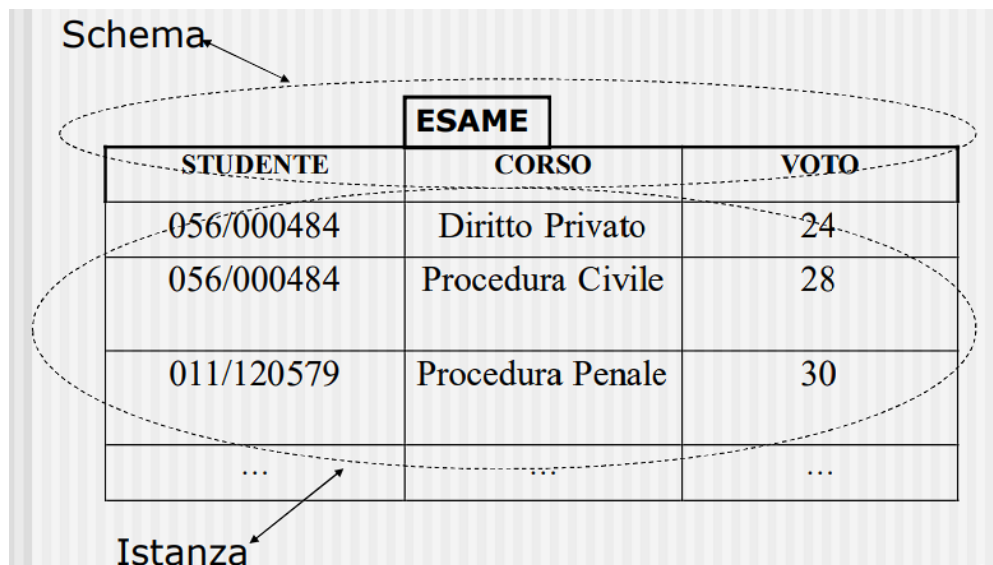 Schema
ESAME
STUDENTE CORSO VOTO
056/000484 Diritto Privato 24
056/000484 Procedura Civile 28
011/120579 Procedura Penale 30
... ... ...
Istanza